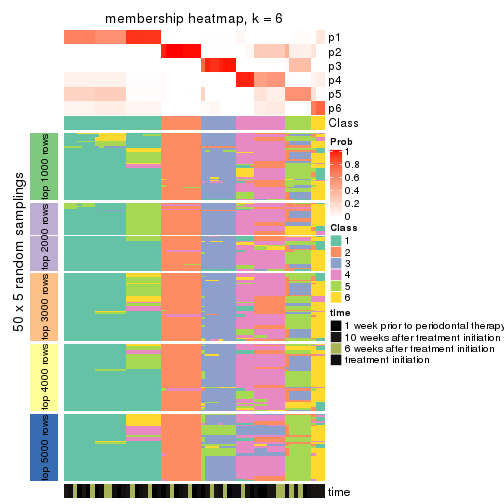 membership heatmap, k = 6
p1
p2
p3
p4
p5
p6
Class
50 x 5 random samplings
top 1000 rows
top 2000 rows
top 3000 rows
top 4000 rows
top 5000 rows
Prob
1
0.8
0.6
0.4
0.2
0
Class
1
2
3
4
5
6
time
1 week prior to periodontal therapy
10 weeks after treatment initiation
6 weeks after treatment initiation
treatment initiation
time